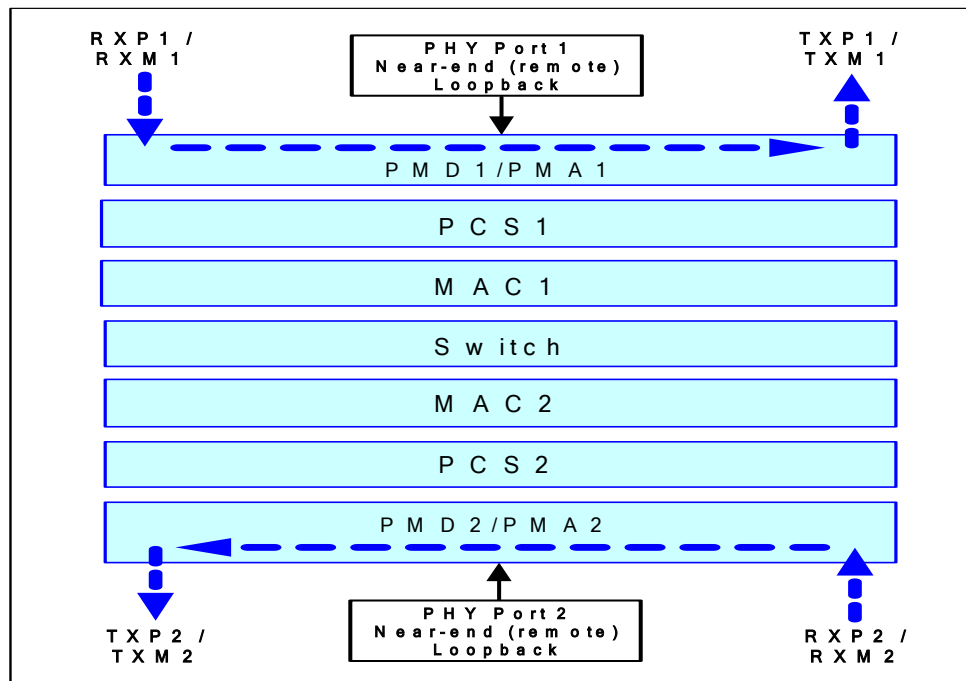 RXP1 /
RXM1
PHY Port 1
Near-end (remote)
Loopback
TXP1 /
TXM1
PMD1/PMA1
PCS1
MAC1
Switch
MAC2
PCS2
PMD2/PMA2
TXP2 /
TXM2
PHY Port 2
Near-end (remote)
Loopback
RXP2 /
RXM2